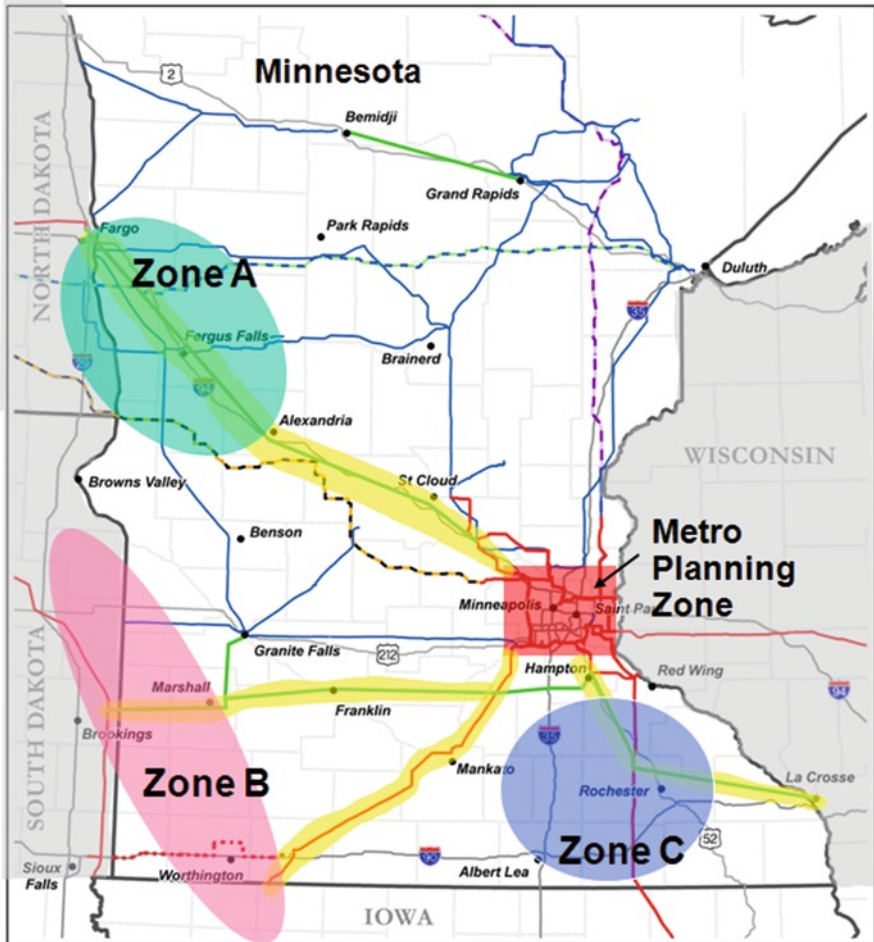 Minnesota
2
Bemidji
NORTH DAKOTA
Grand Rapids
Park Rapids
Fargo
Zone A
Duluth
35
Fergus Falls
Brainerd
29
94
Alexandria
WISCONSIN
St Cloud
Browns Valley
Benson
Metro
Planning
Zone
Minneapolis
Saint Paul
Granite Falls
212
Hampton
Red Wing
94
Marshall
Franklin
SOUTH DAKOTA
Brookings
35
Mankato
La Crosse
Zone B
Rochester
52
Zone C
90
Sioux
Falls
Worthington
Albert Lea
IOWA